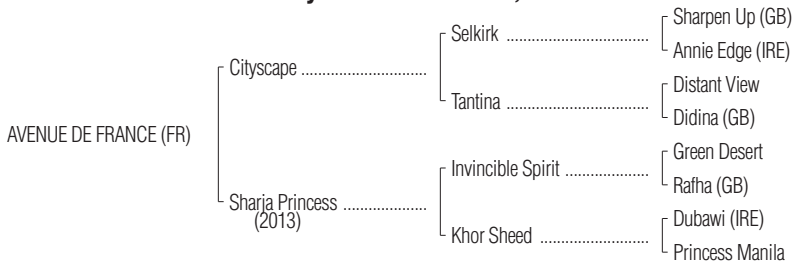 Sharpen Up (GB)
Selkirk
Annie Edge (IRE)
Cityscape
Distant View
Tantina
Didina (GB)
AVENUE DE FRANCE (FR)
Green Desert
Invincible Spirit
Rafha (GB)
Sharja Princess
(2013)
Dubawi (IRE)
Khor Sheed
Princess Manila